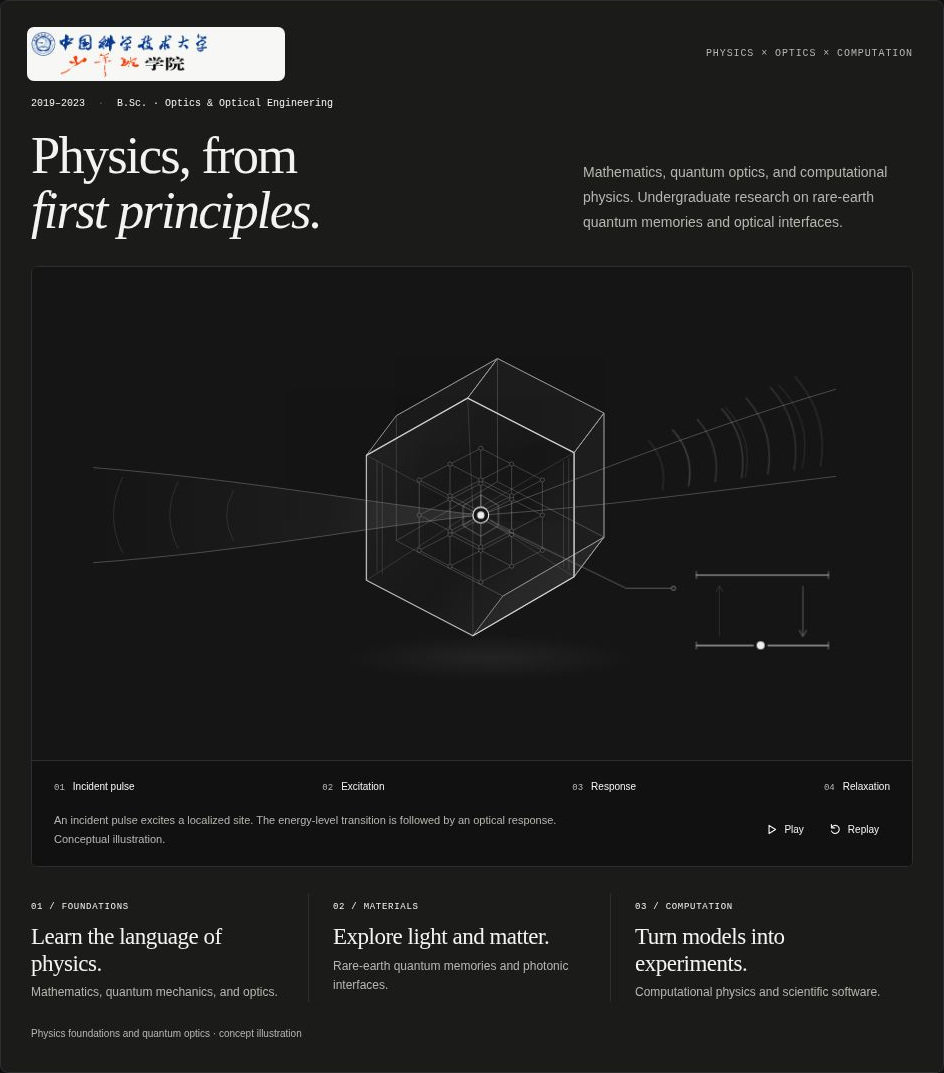 中国科学技术大学
少年班学院
PHYSICS × OPTICS × COMPUTATION
2019–2023 · B.Sc. · Optics & Optical Engineering
Physics, from
first principles.
Mathematics, quantum optics, and computational
physics. Undergraduate research on rare-earth
quantum memories and optical interfaces.
01 Incident pulse
02 Excitation
03 Response
04 Relaxation
An incident pulse excites a localized site. The energy-level transition is followed by an optical response.
Conceptual illustration.
Play
Replay
01 / FOUNDATIONS
Learn the language of
physics.
Mathematics, quantum mechanics, and optics.
02 / MATERIALS
Explore light and matter.
Rare-earth quantum memories and photonic
interfaces.
03 / COMPUTATION
Turn models into
experiments.
Computational physics and scientific software.
Physics foundations and quantum optics · concept illustration